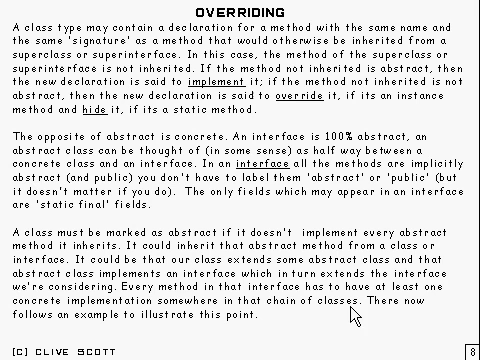 OVERRIDING
A class type may contain a declaration for a method with the same name and
the same 'signature' as a method that would otherwise be inherited from a
superclass or superinterface. In this case, the method of the superclass or
superinterface is not inherited. If the method not inherited is abstract, then
the new declaration is said to implement it; if the method not inherited is not
abstract, then the new declaration is said to override it, if its an instance
method and hide it, if its a static method.
The opposite of abstract is concrete. An interface is 100% abstract, an
abstract class can be thought of (in some sense) as half way between a
concrete class and an interface. In an interface all the methods are implicitly
abstract (and public) you don't have to label them 'abstract' or 'public' (but
it doesn't matter if you do). The only fields which may appear in an interface
are 'static final' fields.
A class must be marked as abstract if it doesn't implement every abstract
method it inherits. It could inherit that abstract method from a class or
interface. It could be that our class extends some abstract class and that
abstract class implements an interface which in turn extends the interface
we're considering. Every method in that interface has to have at least one
concrete implementation somewhere in that chain of classes. There now
follows an example to illustrate this point.
(C) CLIVE SCOTT
8